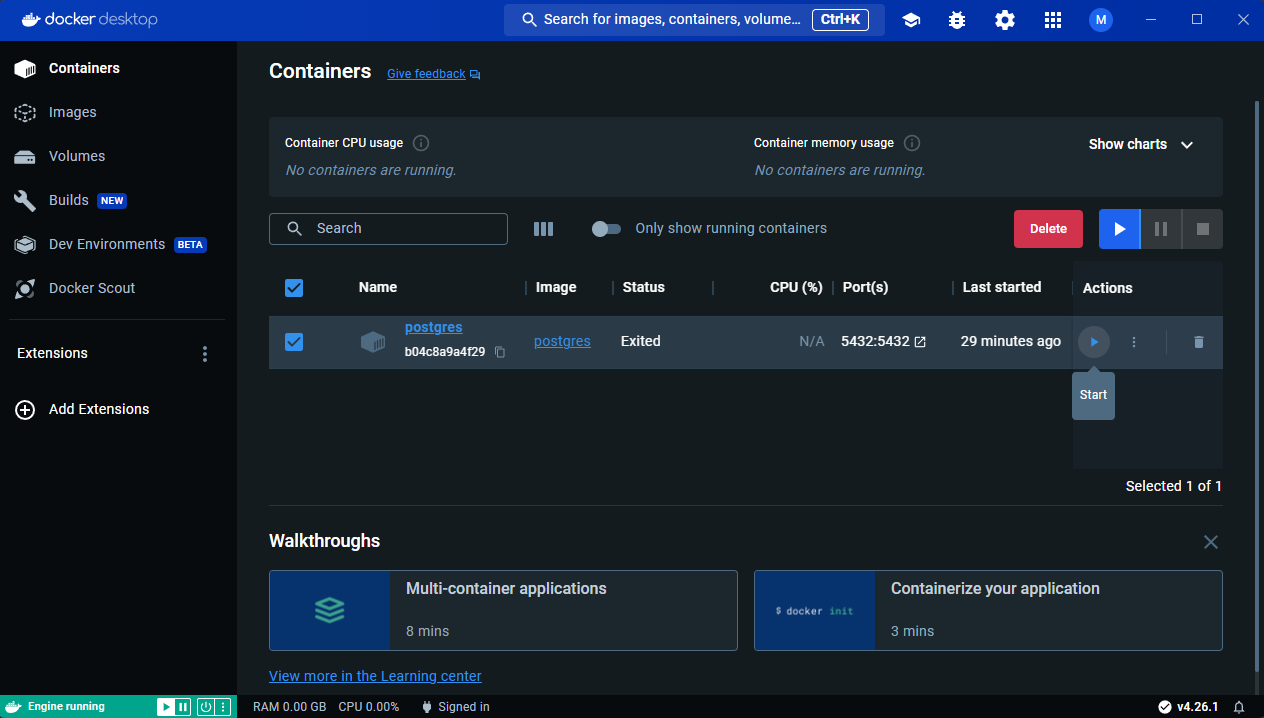 docker desktop
Search for images, containers, volume... Ctrl+K
M
Containers
Images
Volumes
Builds NEW
Dev Environments BETA
Docker Scout
Extensions
Add Extensions
Containers Give feedback
Container CPU usage
No containers are running.
Container memory usage
No containers are running.
Show charts
Search
Only show running containers
Delete
Name Image Status CPU (%) Port(s) Last started Actions
postgres
b04c8a9a4f29
postgres Exited N/A 5432:5432 29 minutes ago
Start
Selected 1 of 1
Walkthroughs
Multi-container applications
8 mins
$ docker init
Containerize your application
3 mins
View more in the Learning center
Engine running
RAM 0.00 GB CPU 0.00% Signed in
v4.26.1